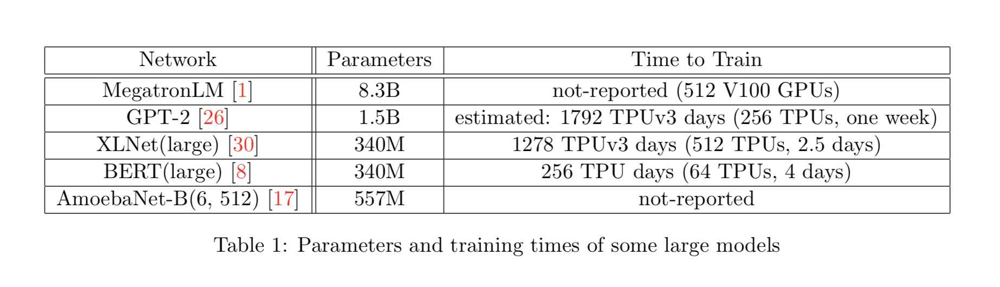 Network Parameters Time to Train
MegatronLM [1] 8.3B not-reported (512 V100 GPUs)
GPT-2 [26] 1.5B estimated: 1792 TPUv3 days (256 TPUs, one week)
XLNet(large) [30] 340M 1278 TPUv3 days (512 TPUs, 2.5 days)
BERT(large) [8] 340M 256 TPU days (64 TPUs, 4 days)
AmoebaNet-B(6, 512) [17] 557M not-reported
Table 1: Parameters and training times of some large models